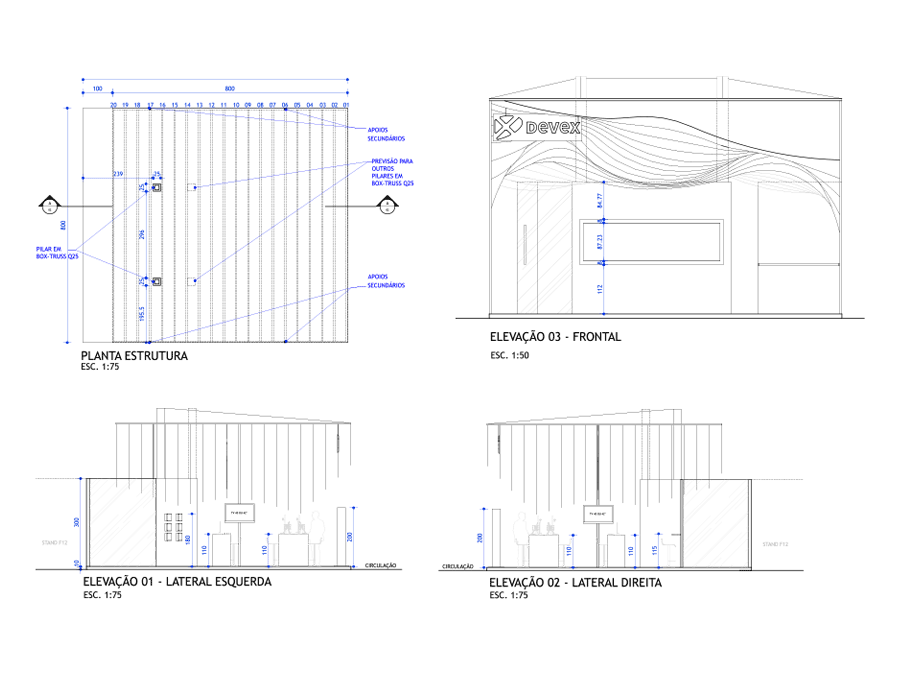 100
800
20 19 18 17 16 15 14 13 12 11 10 09 08 07 06 05 04 03 02 01
APOIOS
SECUNDÁRIOS
PREVISÃO PARA
OUTROS
PILARES EM
BOX-TRUSS Q25
239
25
25
800
296
PILAR EM
BOX-TRUSS Q25
25
195.5
APOIOS
SECUNDÁRIOS
PLANTA ESTRUTURA
ESC. 1:75
DEVEX
84.77
87.23
112
ELEVAÇÃO 03 - FRONTAL
ESC. 1:50
300
10
STAND F12
180
110
110
200
CIRCULAÇÃO
ELEVAÇÃO 01 - LATERAL ESQUERDA
ESC. 1:75
CIRCULAÇÃO
200
110
110
115
STAND F12
ELEVAÇÃO 02 - LATERAL DIREITA
ESC. 1:75